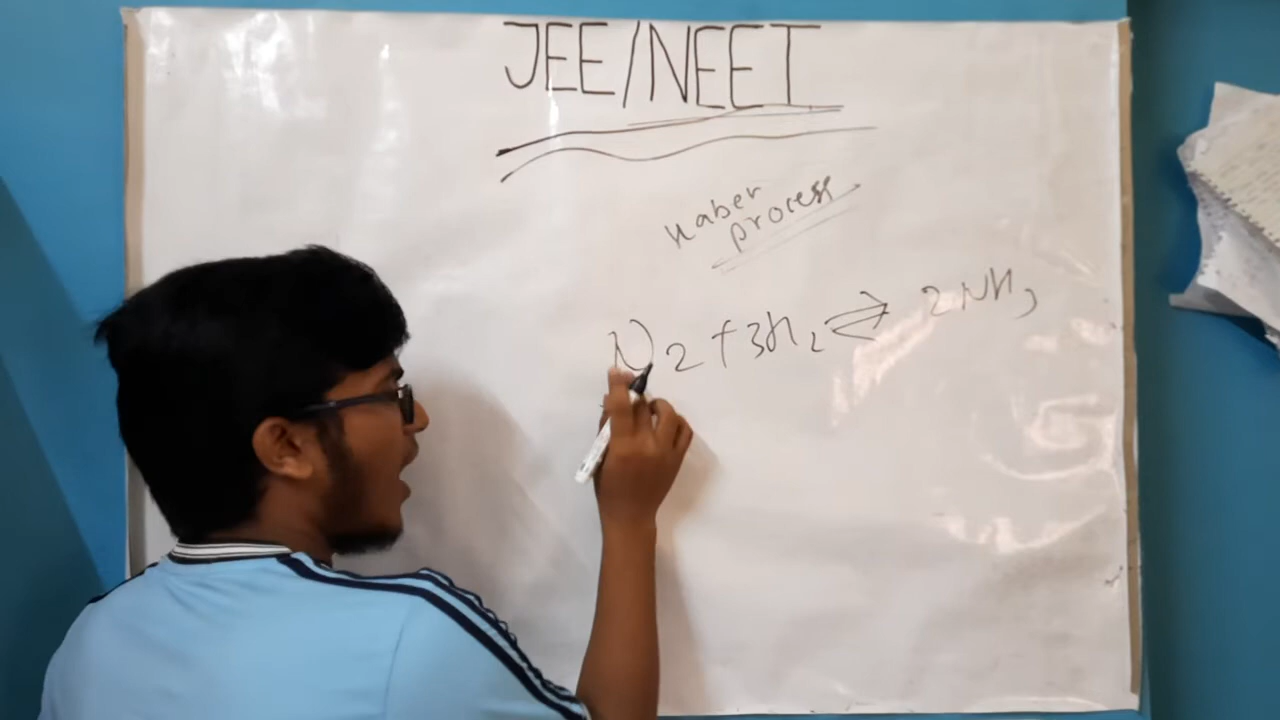 JEE/NEET
Haber
process
N2 + 3H2 ⇌ 2NH3